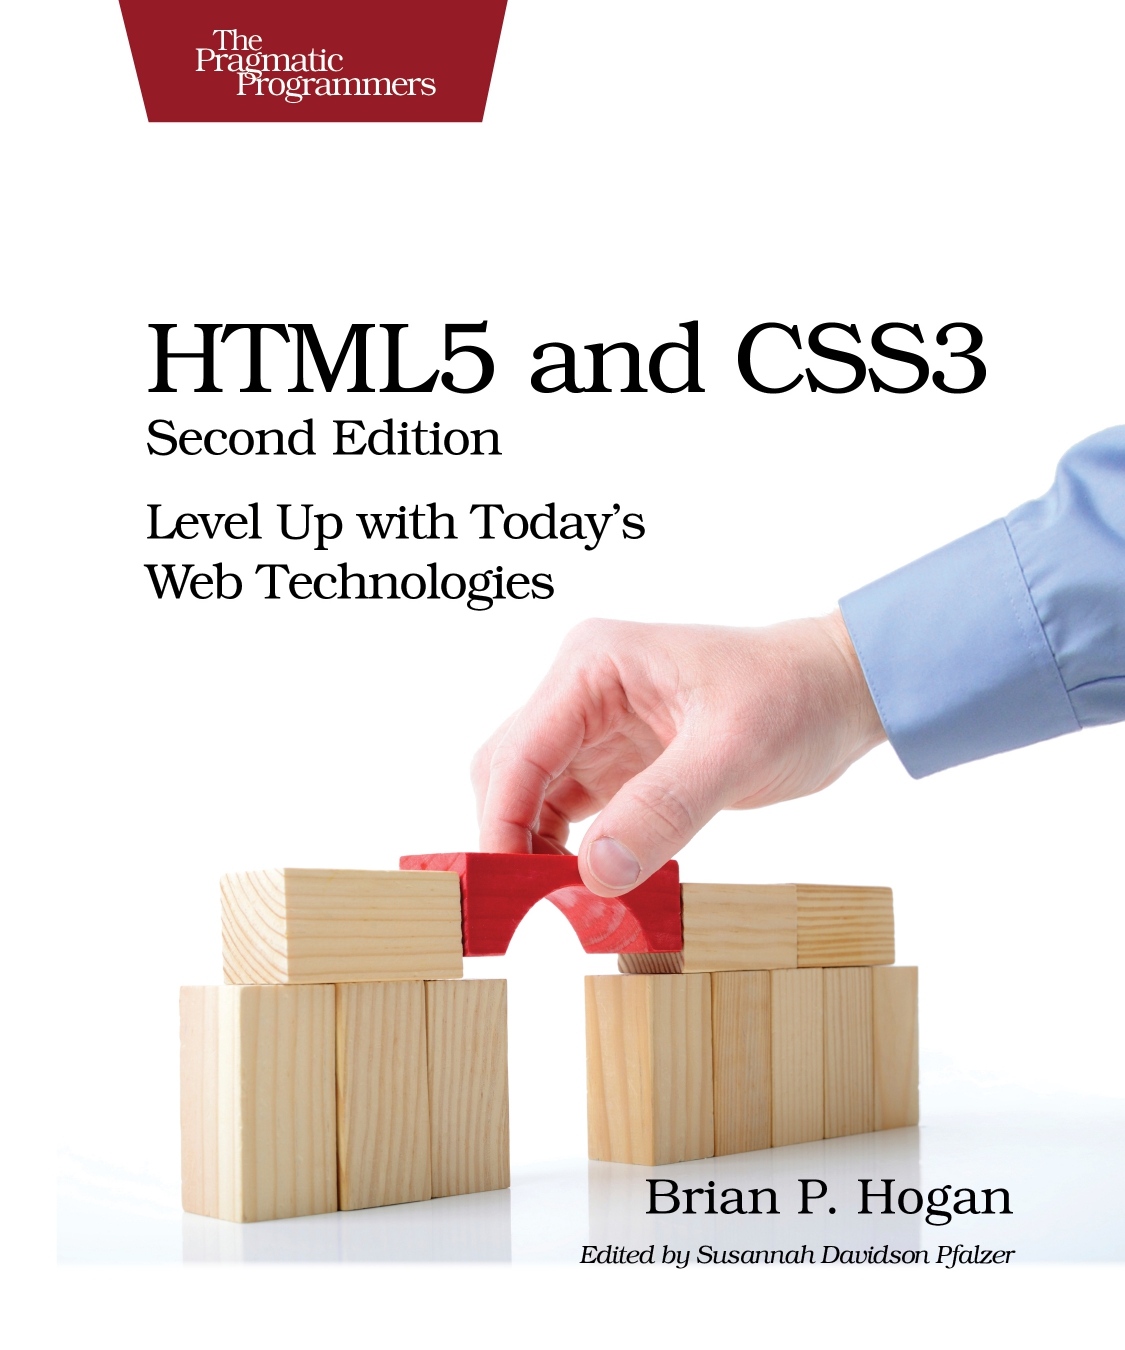 The
Pragmatic
Programmers
HTML5 and CSS3
Second Edition
Level Up with Today’s
Web Technologies
Brian P. Hogan
Edited by Susannah Davidson Pfalzer